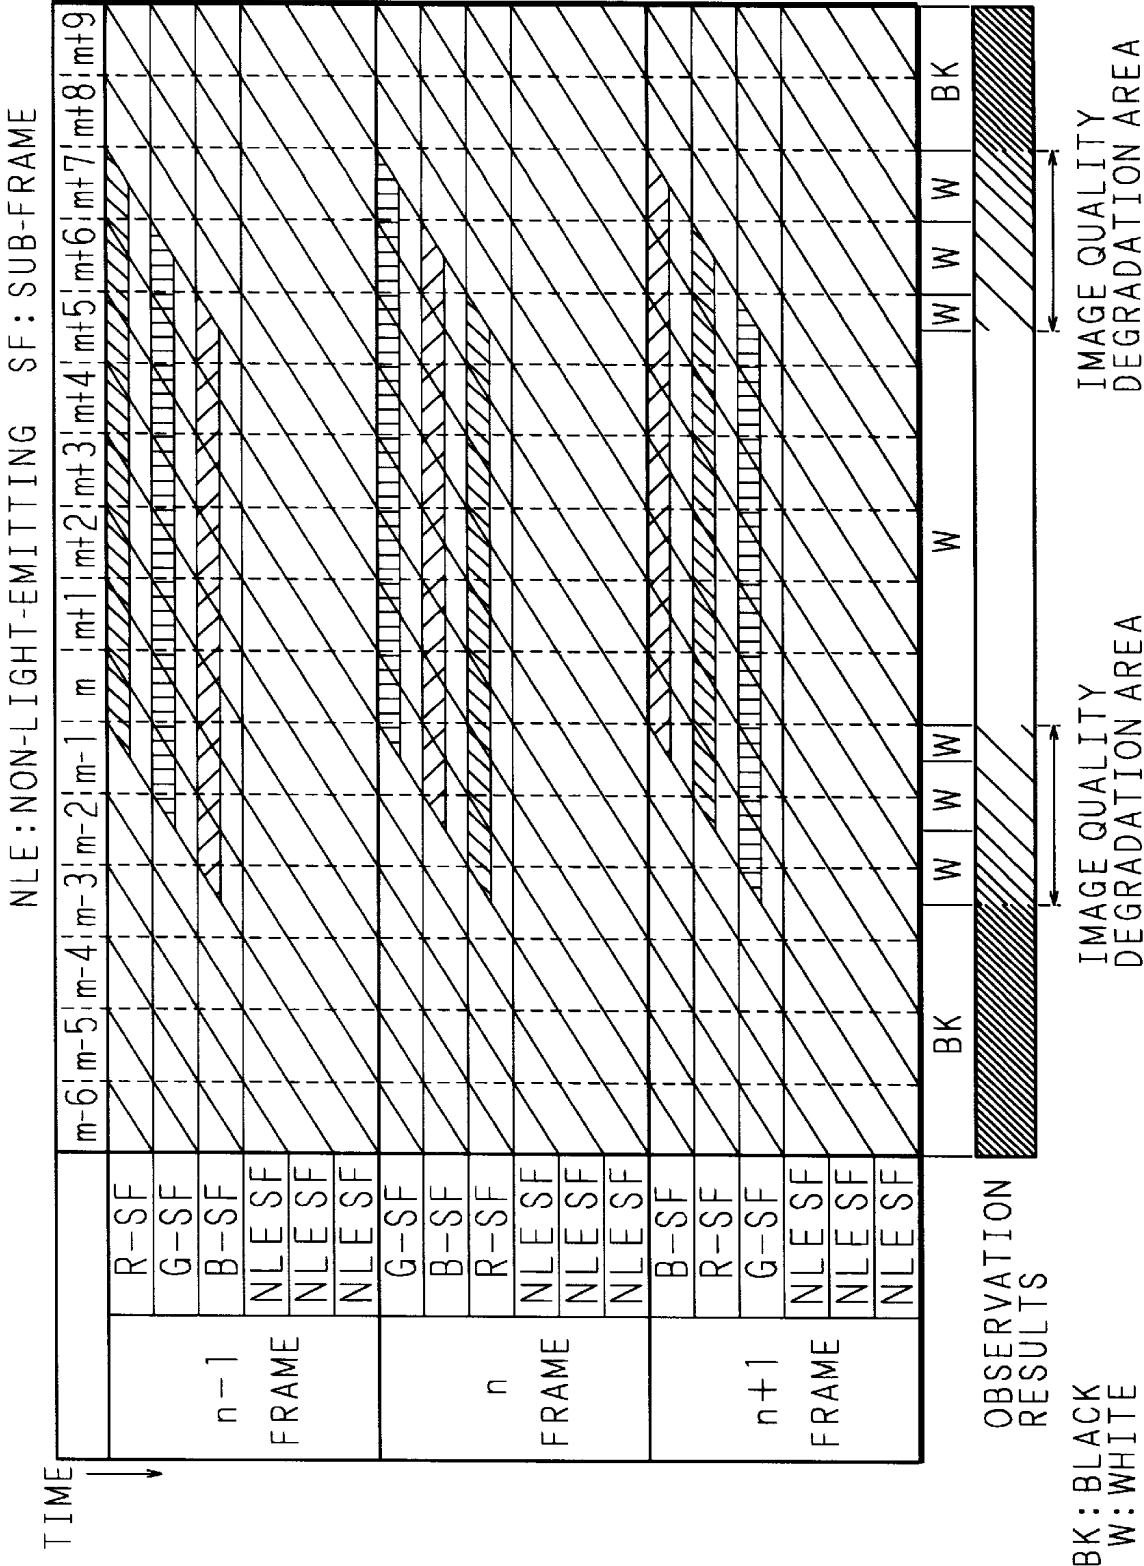 NLE:NON-LIGHT-EMITTING SF:SUB-FRAME
TIME
m-6 m-5 m-4 m-3 m-2 m-1 m m+1 m+2 m+3 m+4 m+5 m+6 m+7 m+8 m+9
n-1
FRAME
R-SF
G-SF
B-SF
NLE SF
NLE SF
NLE SF
n
FRAME
G-SF
B-SF
R-SF
NLE SF
NLE SF
NLE SF
n+1
FRAME
B-SF
R-SF
G-SF
NLE SF
NLE SF
NLE SF
BK W W W W W W W BK
OBSERVATION
RESULTS
IMAGE QUALITY
DEGRADATION AREA
IMAGE QUALITY
DEGRADATION AREA
BK:BLACK
W:WHITE